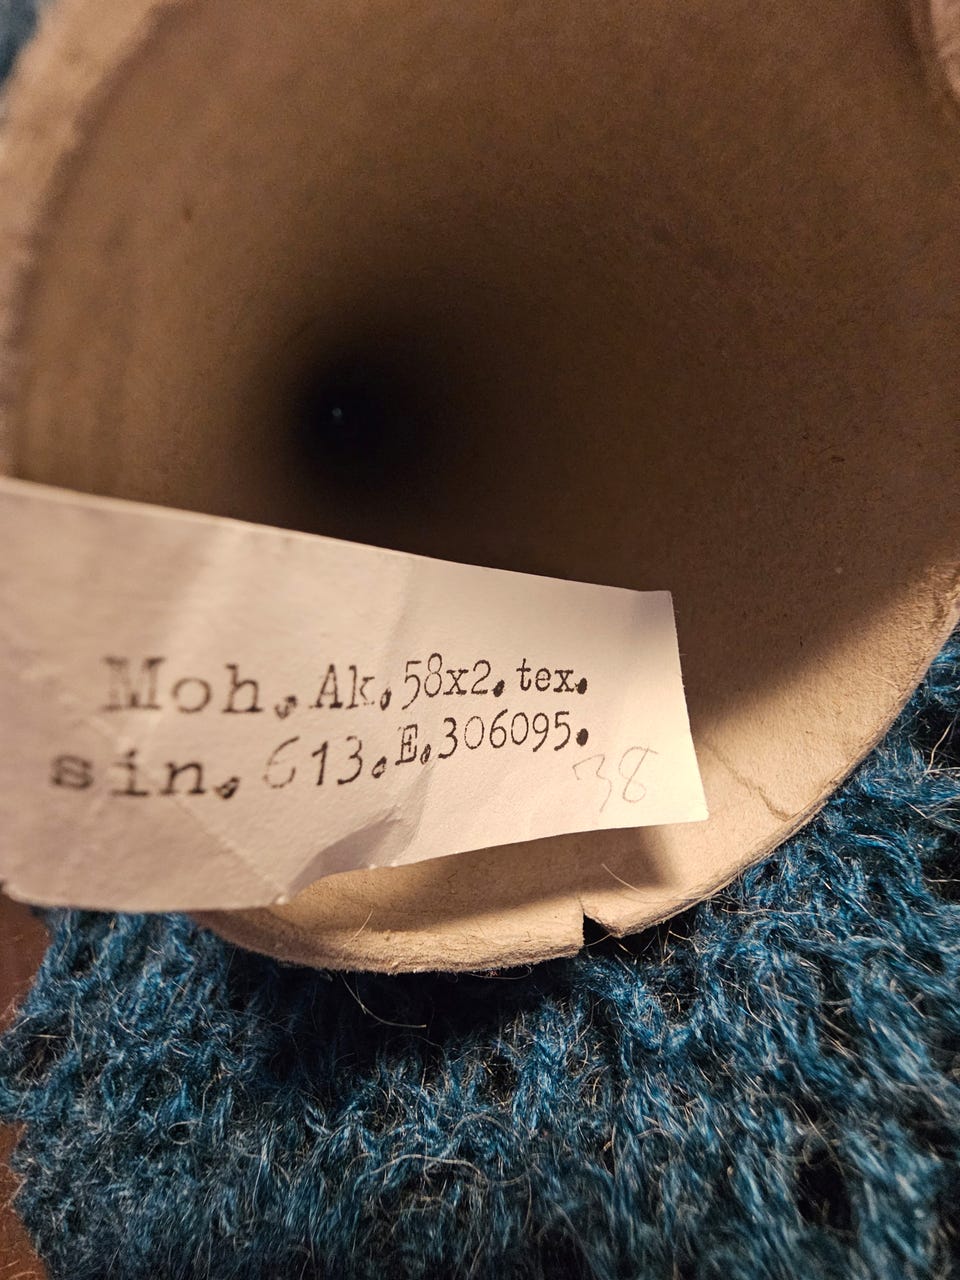 Moh. Ak. 58x2. tex.
sin. 613. E. 306095.
38